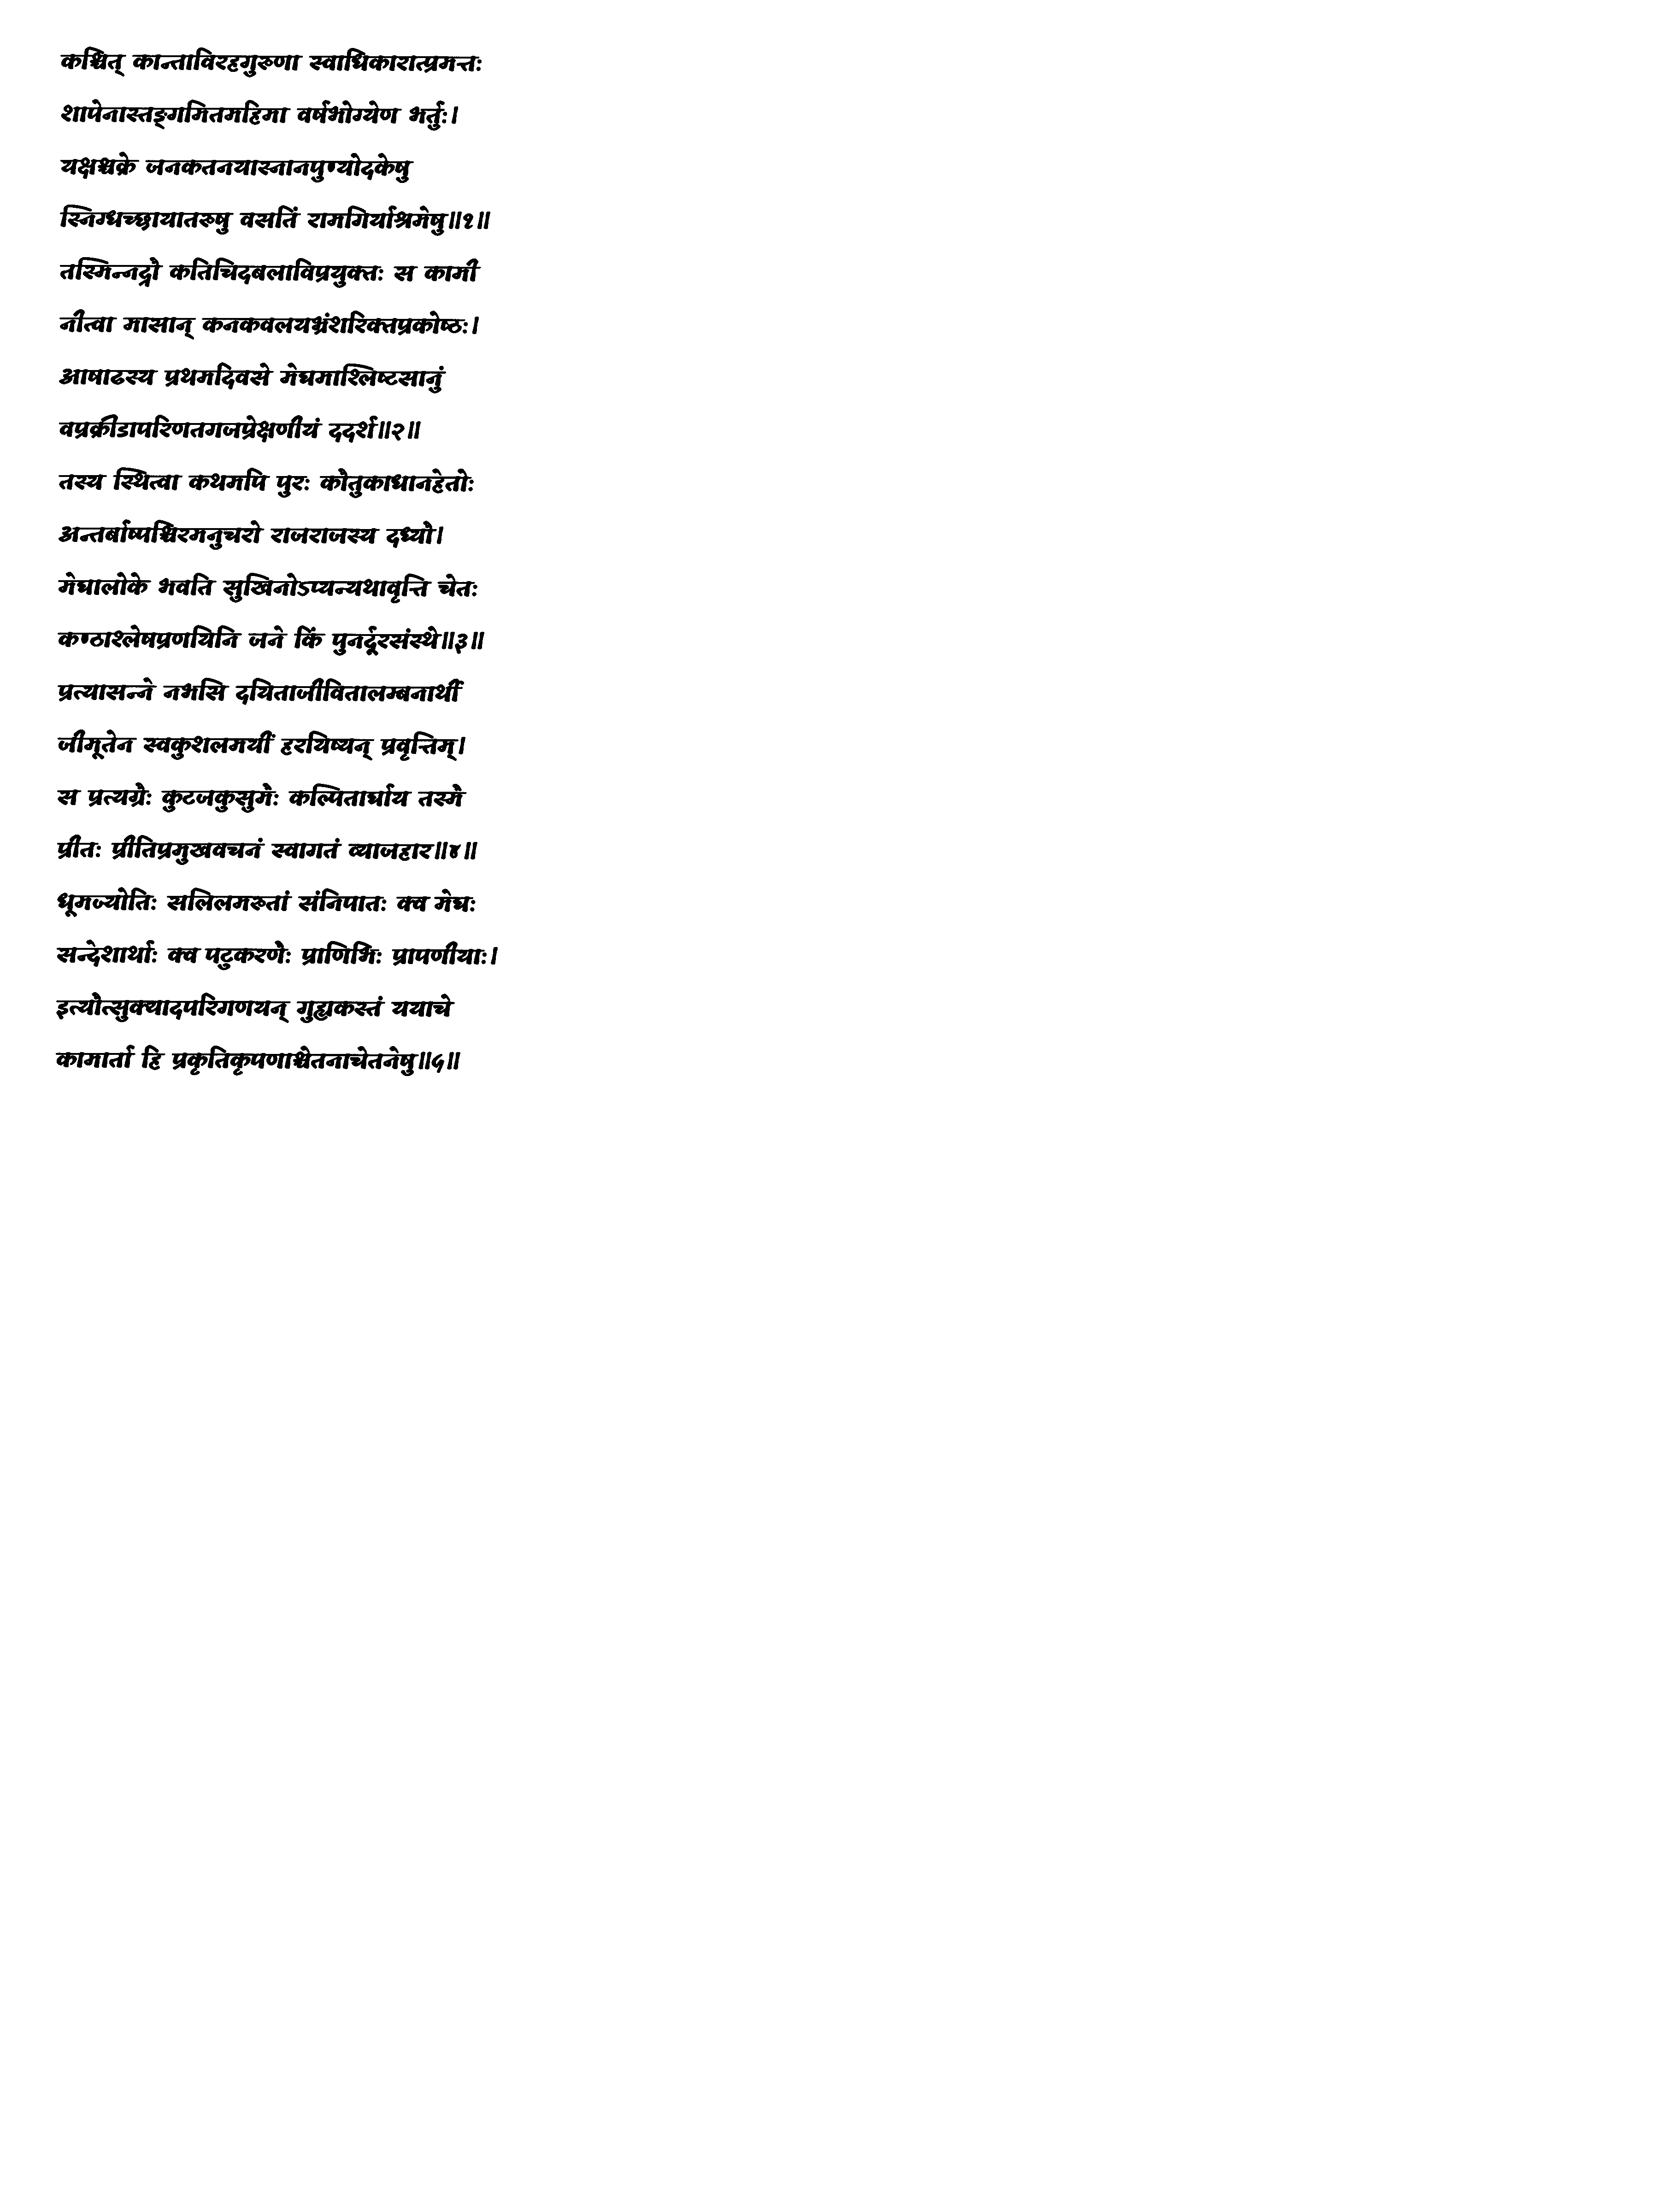 कश्चित् कान्ताविरहगुरुणा स्वाधिकारात्प्रमत्तः
शापेनास्तङ्गमितमहिमा वर्षभोग्येण भर्तुः।
यक्षश्चक्रे जनकतनयास्नानपुण्योदकेषु
स्निग्धच्छायातरुषु वसतिं रामगिर्याश्रमेषु॥१॥
तस्मिन्नद्रौ कतिचिदबलाविप्रयुक्तः स कामी
नीत्वा मासान् कनकवलयभ्रंशरिक्तप्रकोष्ठः।
आषाढस्य प्रथमदिवसे मेघमाश्लिष्टसानुं
वप्रक्रीडापरिणतगजप्रेक्षणीयं ददर्श॥२॥
तस्य स्थित्वा कथमपि पुरः कौतुकाधानहेतोः
अन्तर्बाष्पश्चिरमनुचरो राजराजस्य दध्यौ।
मेघालोके भवति सुखिनोऽप्यन्यथावृत्ति चेतः
कण्ठाश्लेषप्रणयिनि जने किं पुनर्दूरसंस्थे॥३॥
प्रत्यासन्ने नभसि दयिताजीवितालम्बनार्थी
जीमूतेन स्वकुशलमयीं हरयिष्यन् प्रवृत्तिम्।
स प्रत्यग्रैः कुटजकुसुमैः कल्पितार्घाय तस्मै
प्रीतः प्रीतिप्रमुखवचनं स्वागतं व्याजहार॥४॥
धूमज्योतिः सलिलमरुतां संनिपातः क्व मेघः
सन्देशार्थाः क्व पटुकरणैः प्राणिभिः प्रापणीयाः।
इत्यौत्सुक्यादपरिगणयन् गुह्यकस्तं ययाचे
कामार्ता हि प्रकृतिकृपणाश्चेतनाचेतनेषु॥५॥